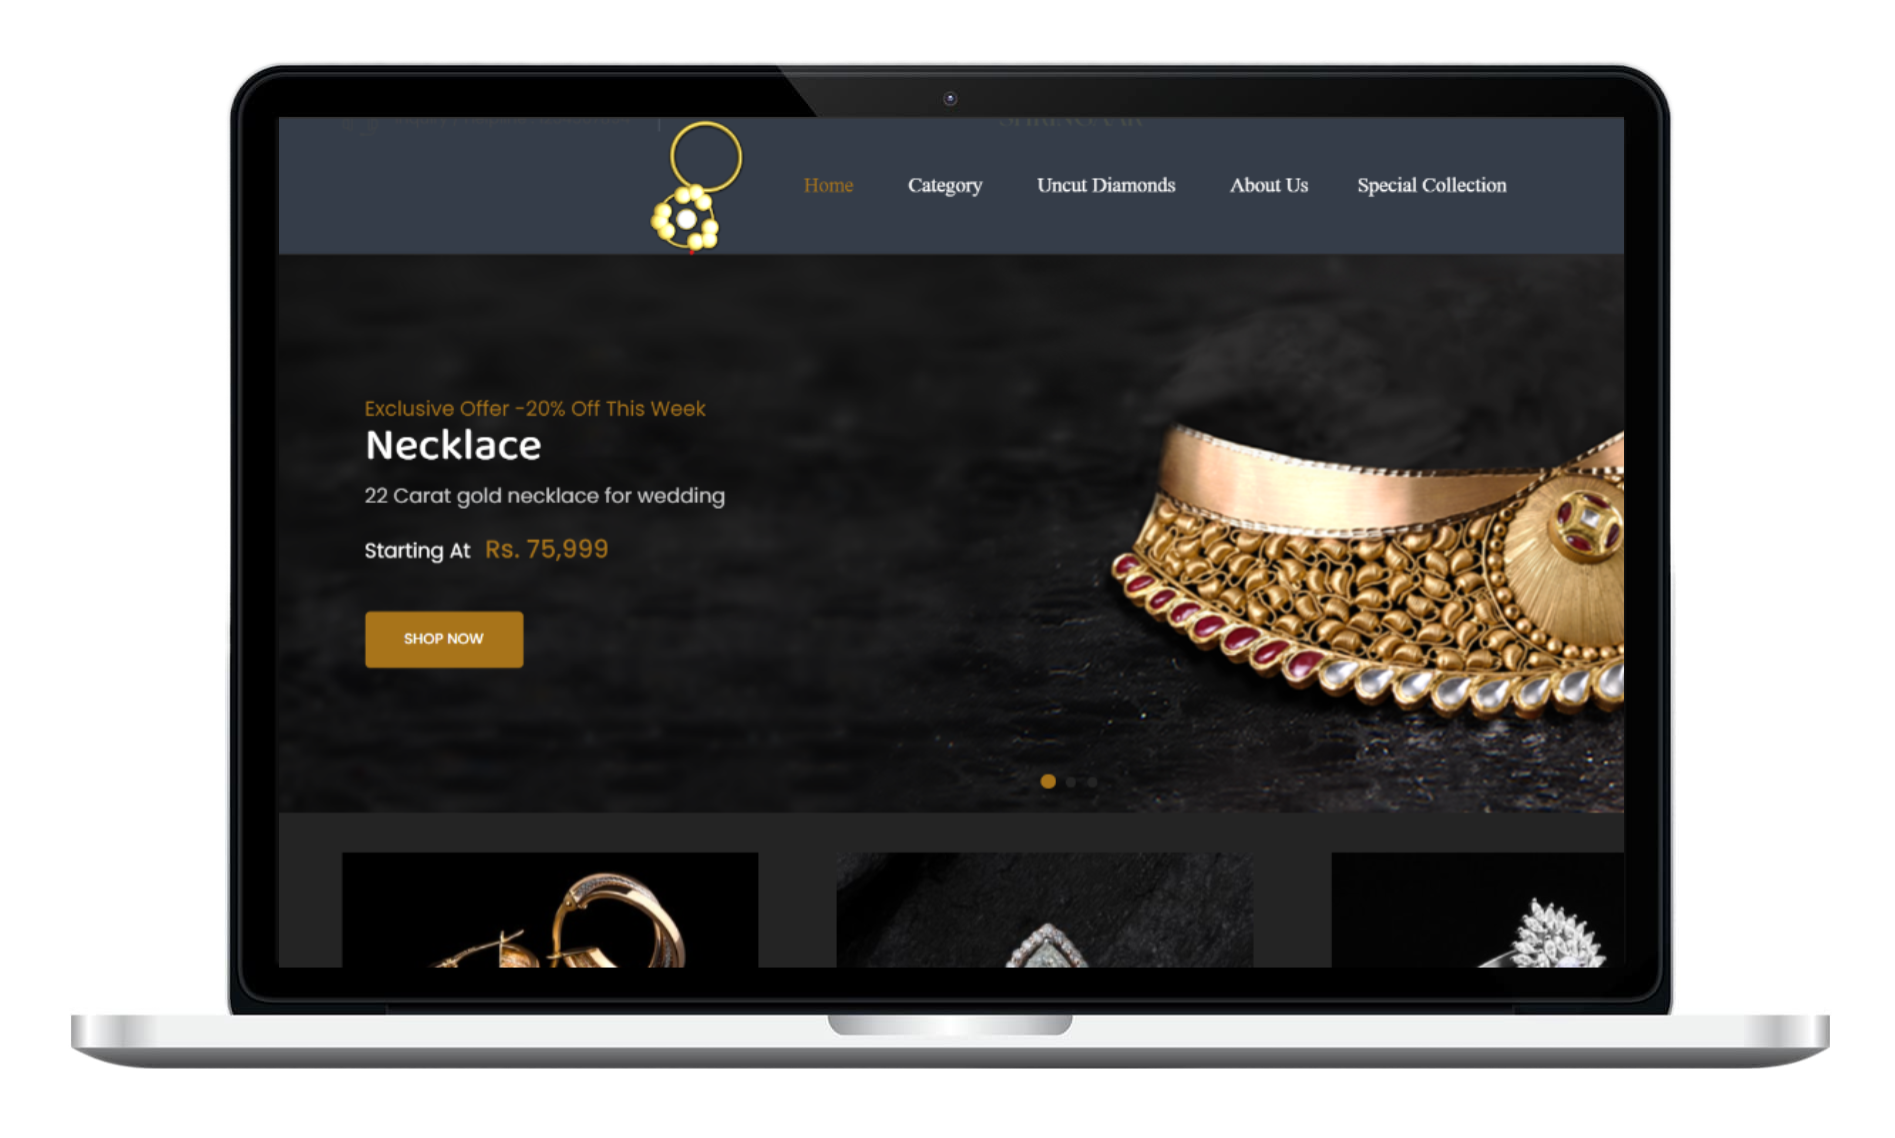 SHRINGAAR
Home Category Uncut Diamonds About Us Special Collection
Exclusive Offer -20% Off This Week
Necklace
22 Carat gold necklace for wedding
Starting At Rs. 75,999
SHOP NOW